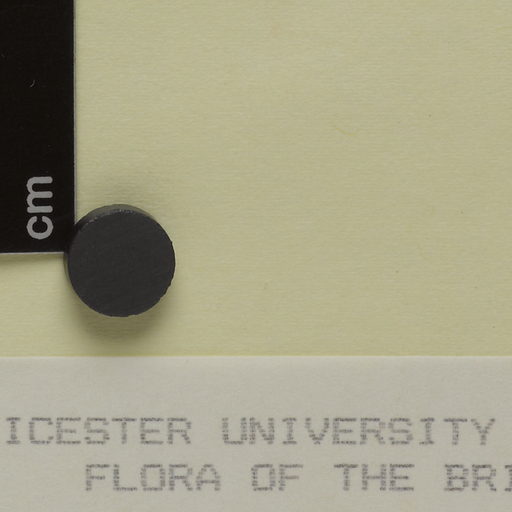 cm
ICESTER UNIVERSITY
FLORA OF THE BRI